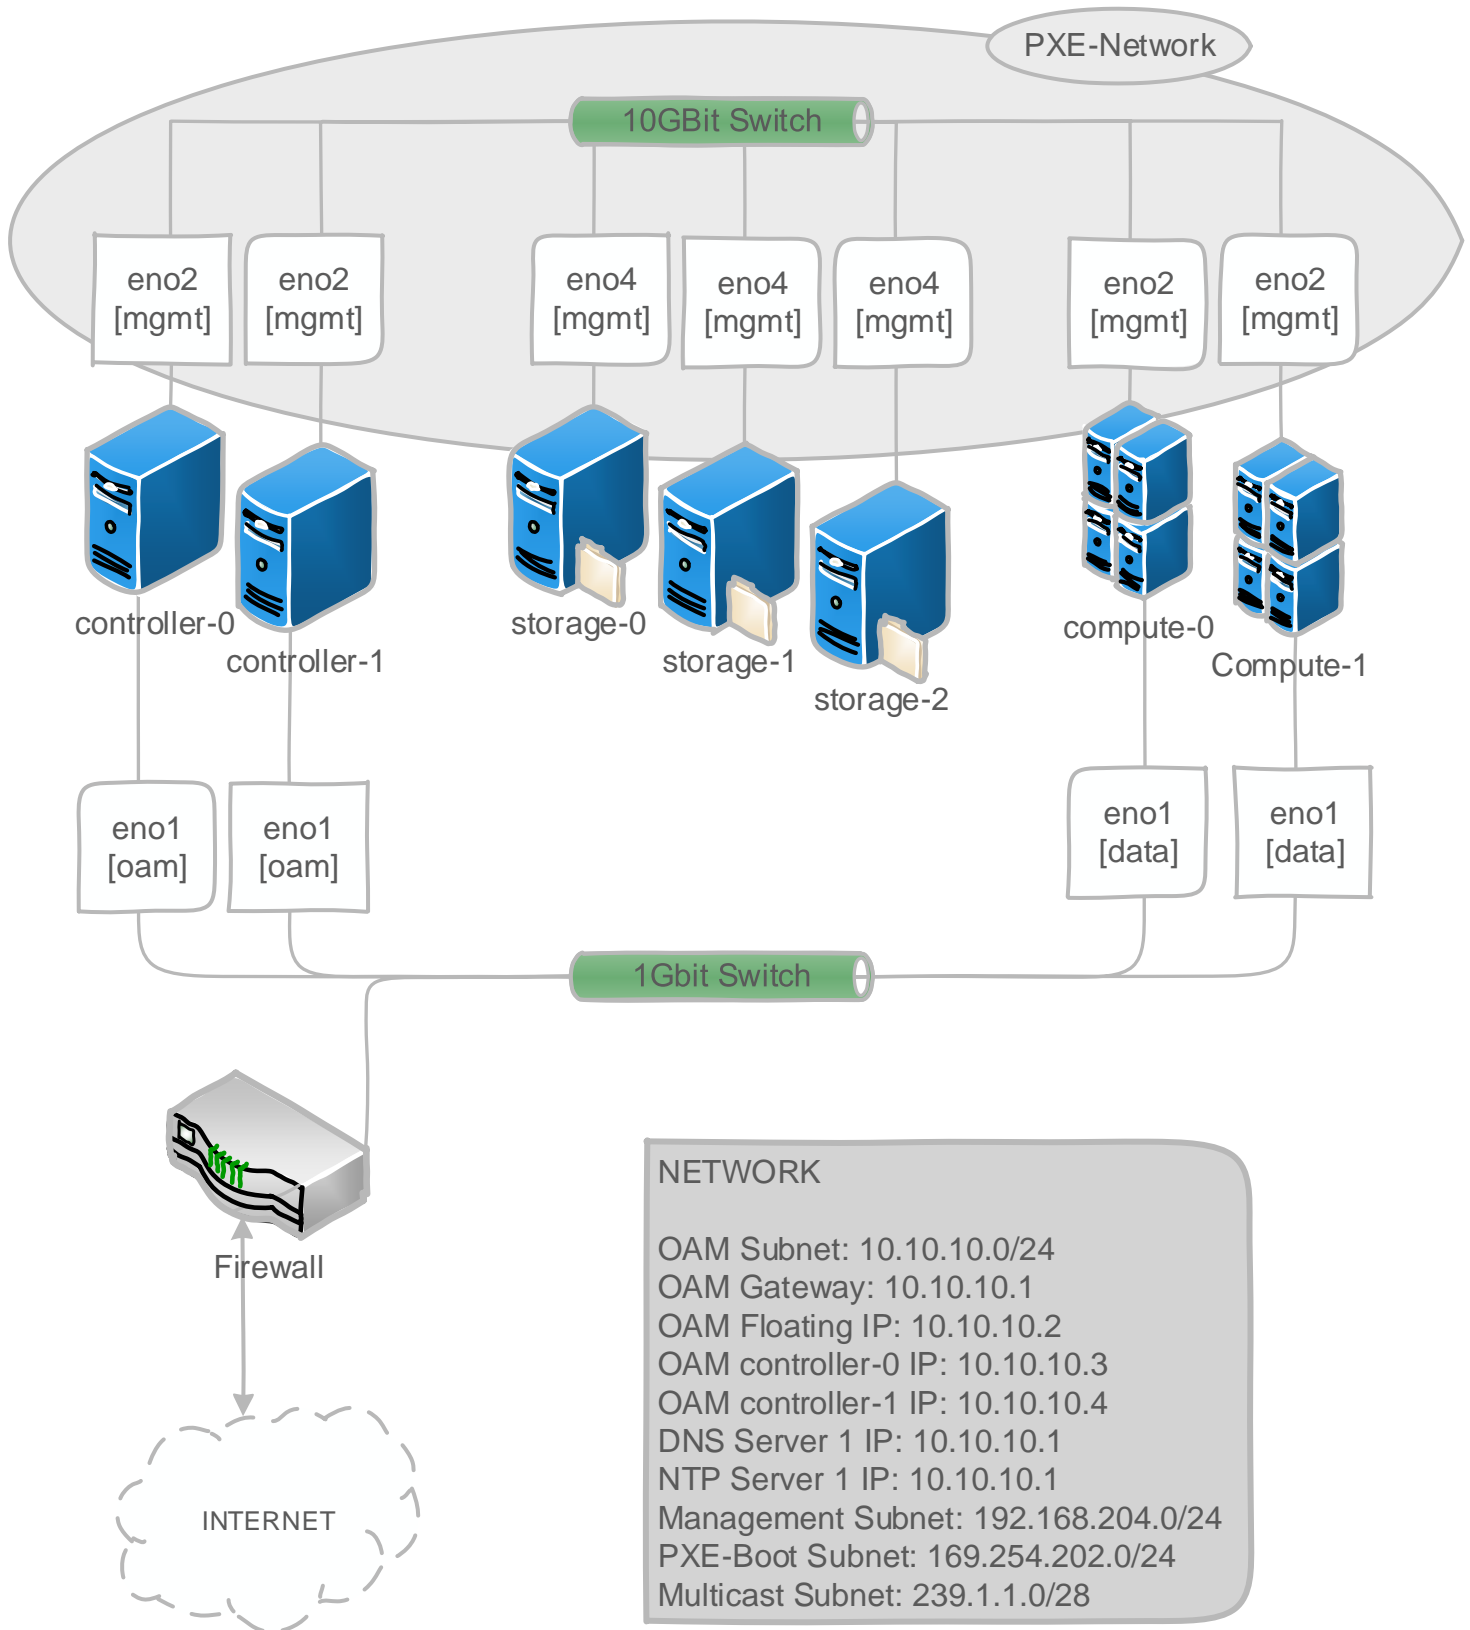 PXE-Network
10GBit Switch
eno2
[mgmt]
eno2
[mgmt]
eno4
[mgmt]
eno4
[mgmt]
eno4
[mgmt]
eno2
[mgmt]
eno2
[mgmt]
controller-0
controller-1
storage-0
storage-1
storage-2
compute-0
Compute-1
eno1
[oam]
eno1
[oam]
eno1
[data]
eno1
[data]
1Gbit Switch
Firewall
INTERNET
NETWORK
OAM Subnet: 10.10.10.0/24
OAM Gateway: 10.10.10.1
OAM Floating IP: 10.10.10.2
OAM controller-0 IP: 10.10.10.3
OAM controller-1 IP: 10.10.10.4
DNS Server 1 IP: 10.10.10.1
NTP Server 1 IP: 10.10.10.1
Management Subnet: 192.168.204.0/24
PXE-Boot Subnet: 169.254.202.0/24
Multicast Subnet: 239.1.1.0/28